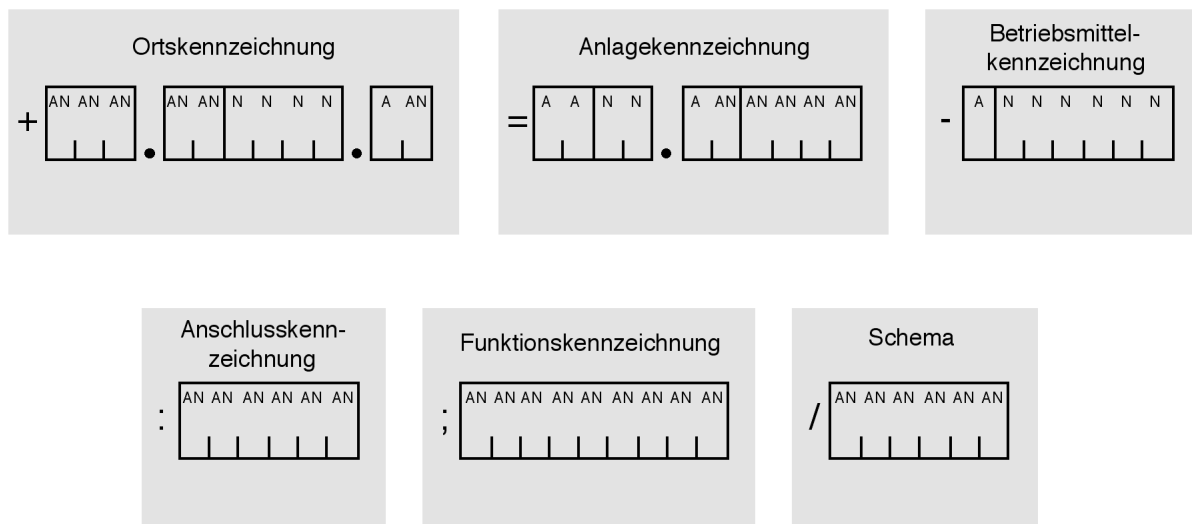 Ortskennzeichnung
+ AN AN AN . AN AN N N N N . A AN
Anlagekennzeichnung
= A A N N . A AN AN AN AN AN
Betriebsmittel-
kennzeichnung
- A N N N N N N
Anschlusskenn-
zeichnung
: AN AN AN AN AN AN
Funktionskennzeichnung
; AN AN AN AN AN AN AN AN AN
Schema
/ AN AN AN AN AN AN